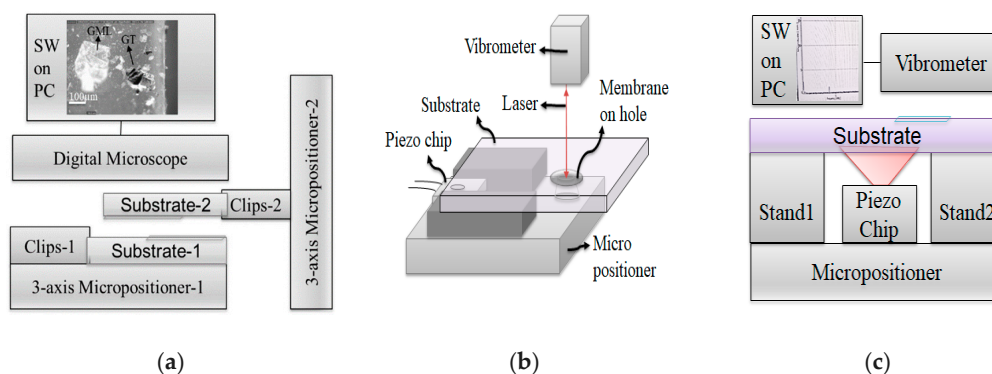 SW
on
PC
GML
GT
100μm
Digital Microscope
Substrate-2
Clips-2
Clips-1
Substrate-1
3-axis Micropositioner-1
3-axis Micropositioner-2
(a)
Vibrometer
Laser
Membrane
on hole
Substrate
Piezo chip
Micro
positioner
(b)
SW
on
PC
Vibrometer
Substrate
Stand1
Piezo
Chip
Stand2
Micropositioner
(c)